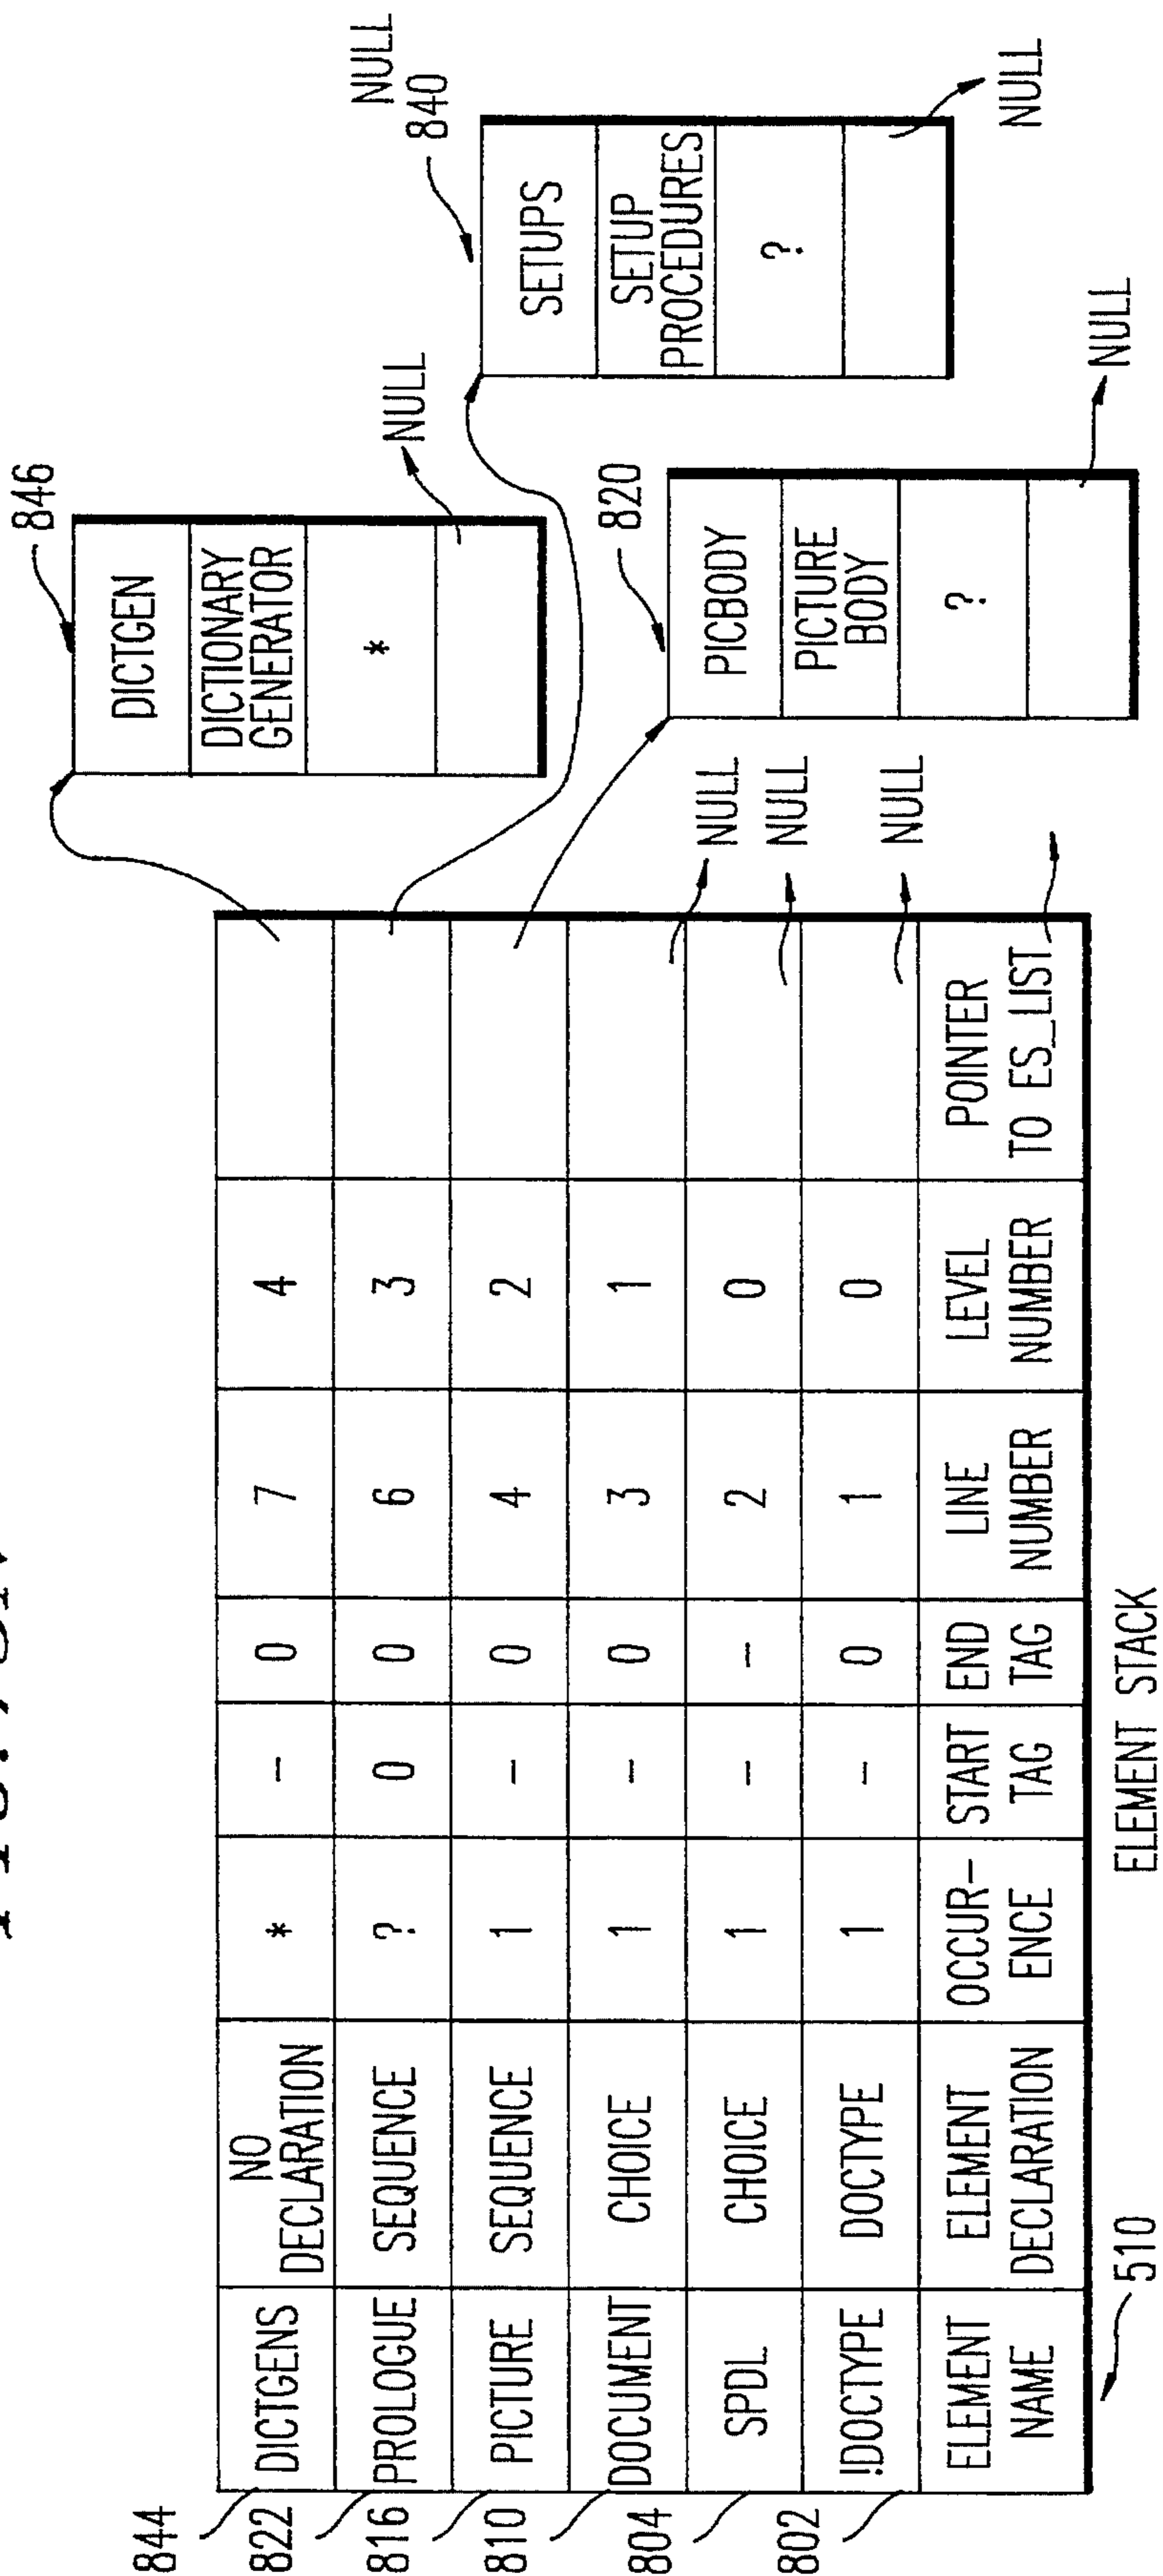 846
DICTGEN
DICTIONARY
GENERATOR
*
NULL
NULL
840
SETUPS
SETUP
PROCEDURES
?
NULL
820
PICBODY
PICTURE
BODY
?
NULL
844 DICTGENS NO DECLARATION * – 0 7 4
822 PROLOGUE SEQUENCE ? 0 0 6 3
816 PICTURE SEQUENCE 1 – 0 4 2
810 DOCUMENT CHOICE 1 – 0 3 1 NULL
804 SPDL CHOICE 1 – – 2 0 NULL
802 !DOCTYPE DOCTYPE 1 – 0 1 0 NULL
ELEMENT ELEMENT OCCUR– START END LINE LEVEL POINTER
NAME DECLARATION ENCE TAG TAG NUMBER NUMBER TO ES_LIST
510 ELEMENT STACK